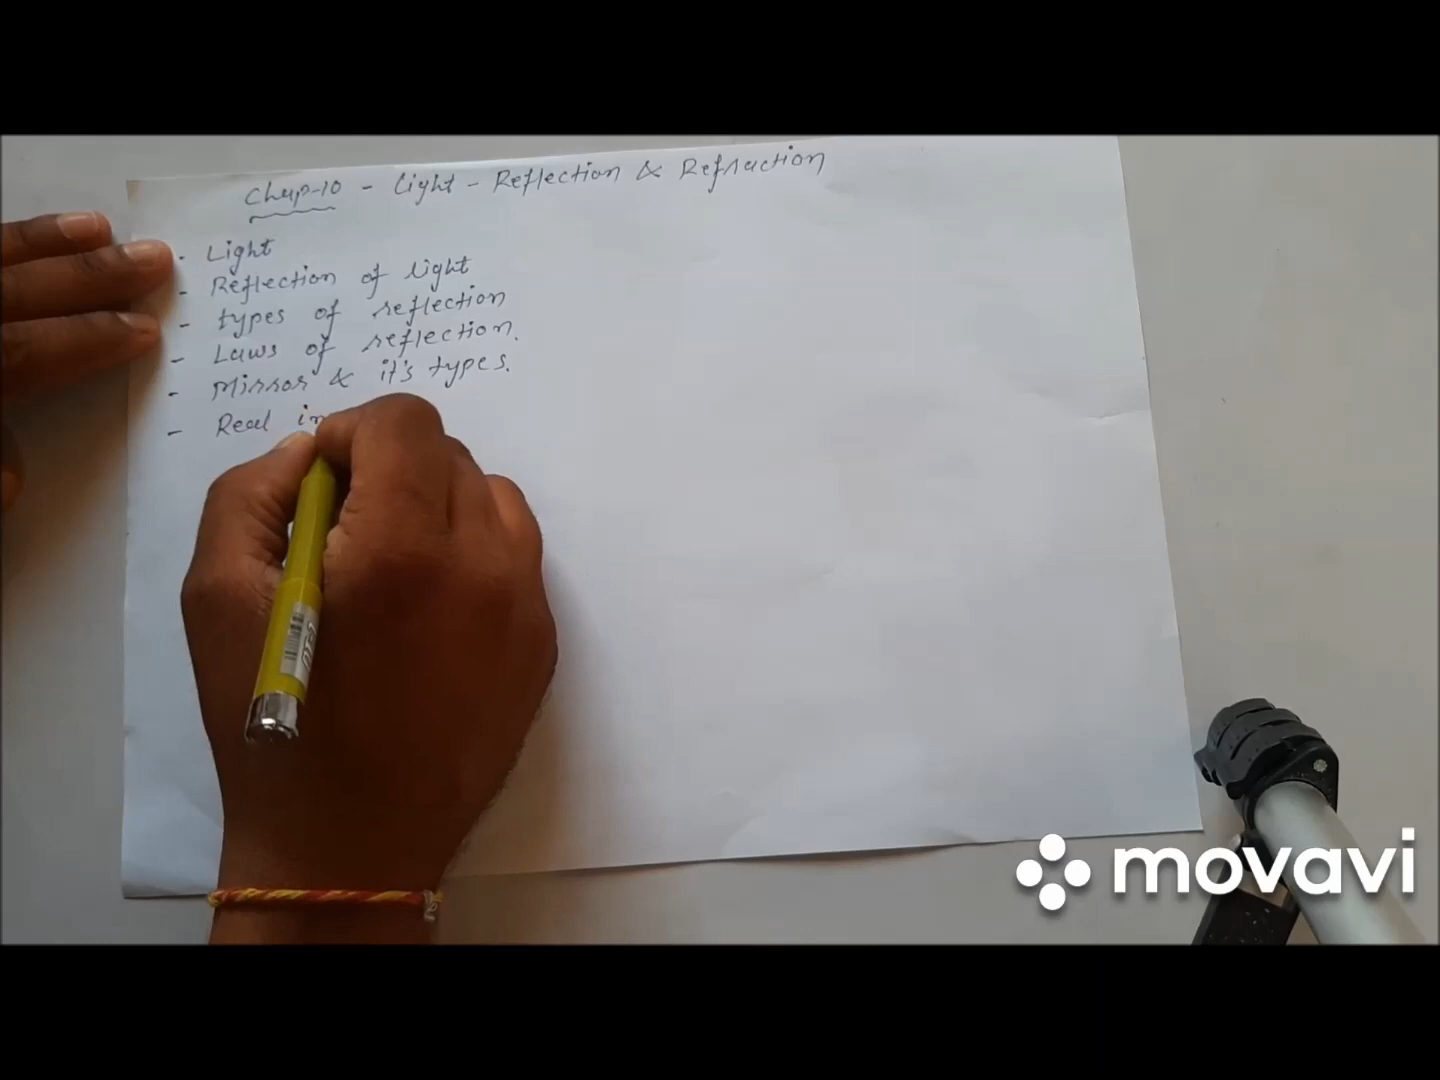 Chap-10 - Light - Reflection & Refraction
- Light
- Reflection of light
- types of reflection
- Laws of reflection.
- Mirror & it's types.
- Real im
movavi